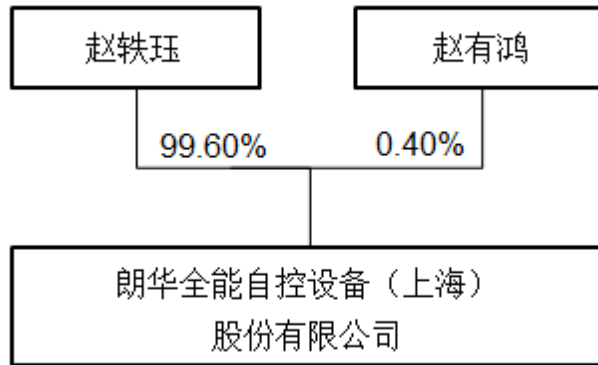 赵轶珏
赵有鸿
99.60%
0.40%
朗华全能自控设备（上海）
股份有限公司